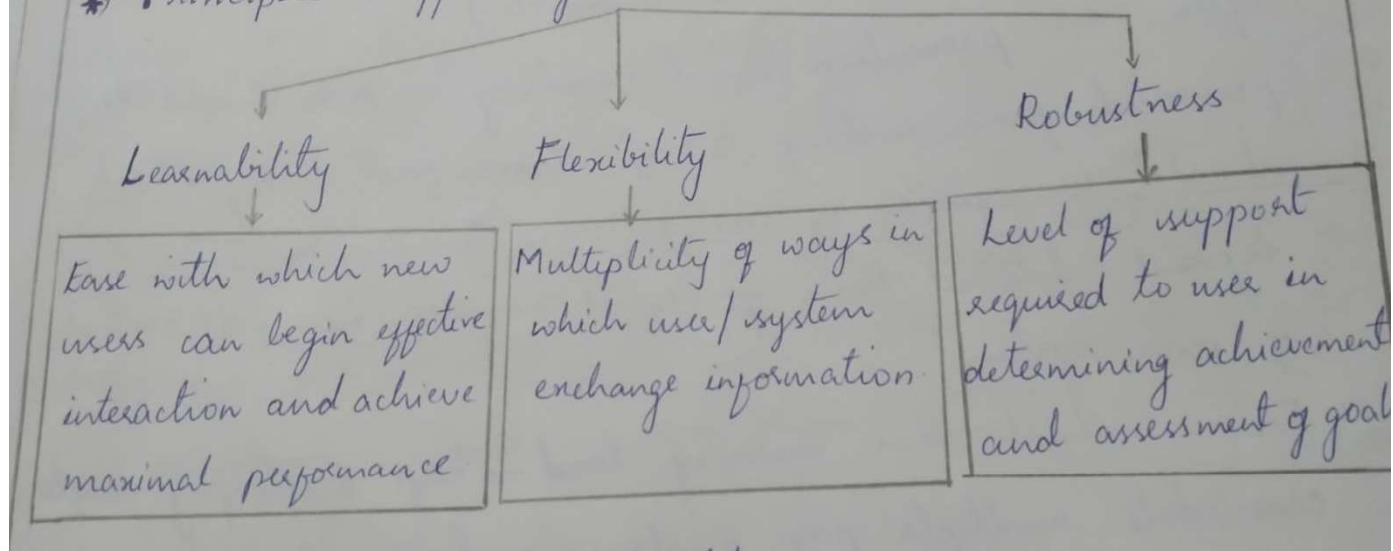 Learnability
Flexibility
Robustness
Ease with which new
users can begin effective
interaction and achieve
maximal performance
Multiplicity of ways in
which user/system
exchange information.
Level of support
required to user in
determining achievement
and assessment of goal